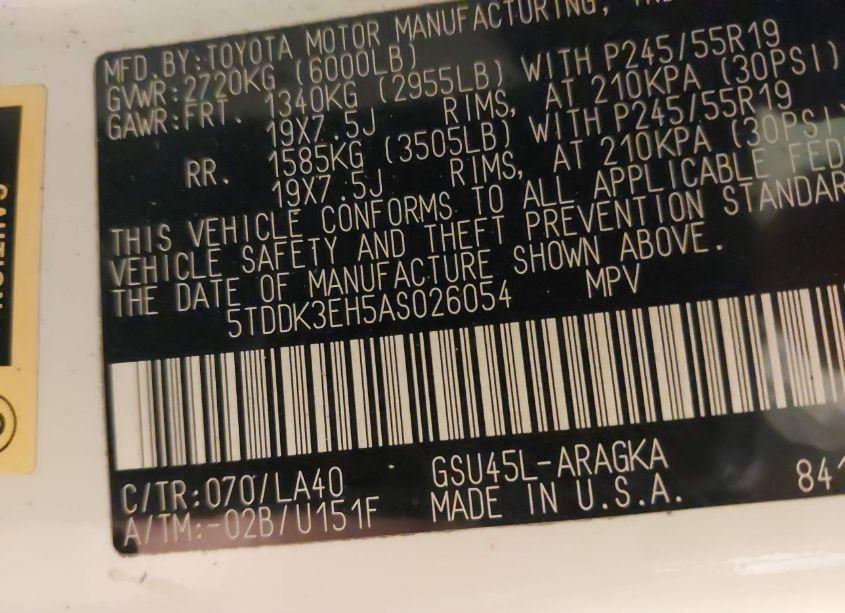 MFD.BY:TOYOTA MOTOR MANUFACTURING,
GVWR:2720KG (6000LB)
GAWR:FRT. 1340KG (2955LB) WITH P245/55R19
19X7.5J RIMS, AT 210KPA (30PSI)
RR. 1585KG (3505LB) WITH P245/55R19
19X7.5J RIMS, AT 210KPA (30PSI)
THIS VEHICLE CONFORMS TO ALL APPLICABLE FEDE
VEHICLE SAFETY AND THEFT PREVENTION STANDAR
THE DATE OF MANUFACTURE SHOWN ABOVE.
5TDDK3EH5AS026054 MPV
C/TR:070/LA40 GSU45L-ARAGKA
A/TM:-02B/U151F MADE IN U.S.A. 841
CAUTION